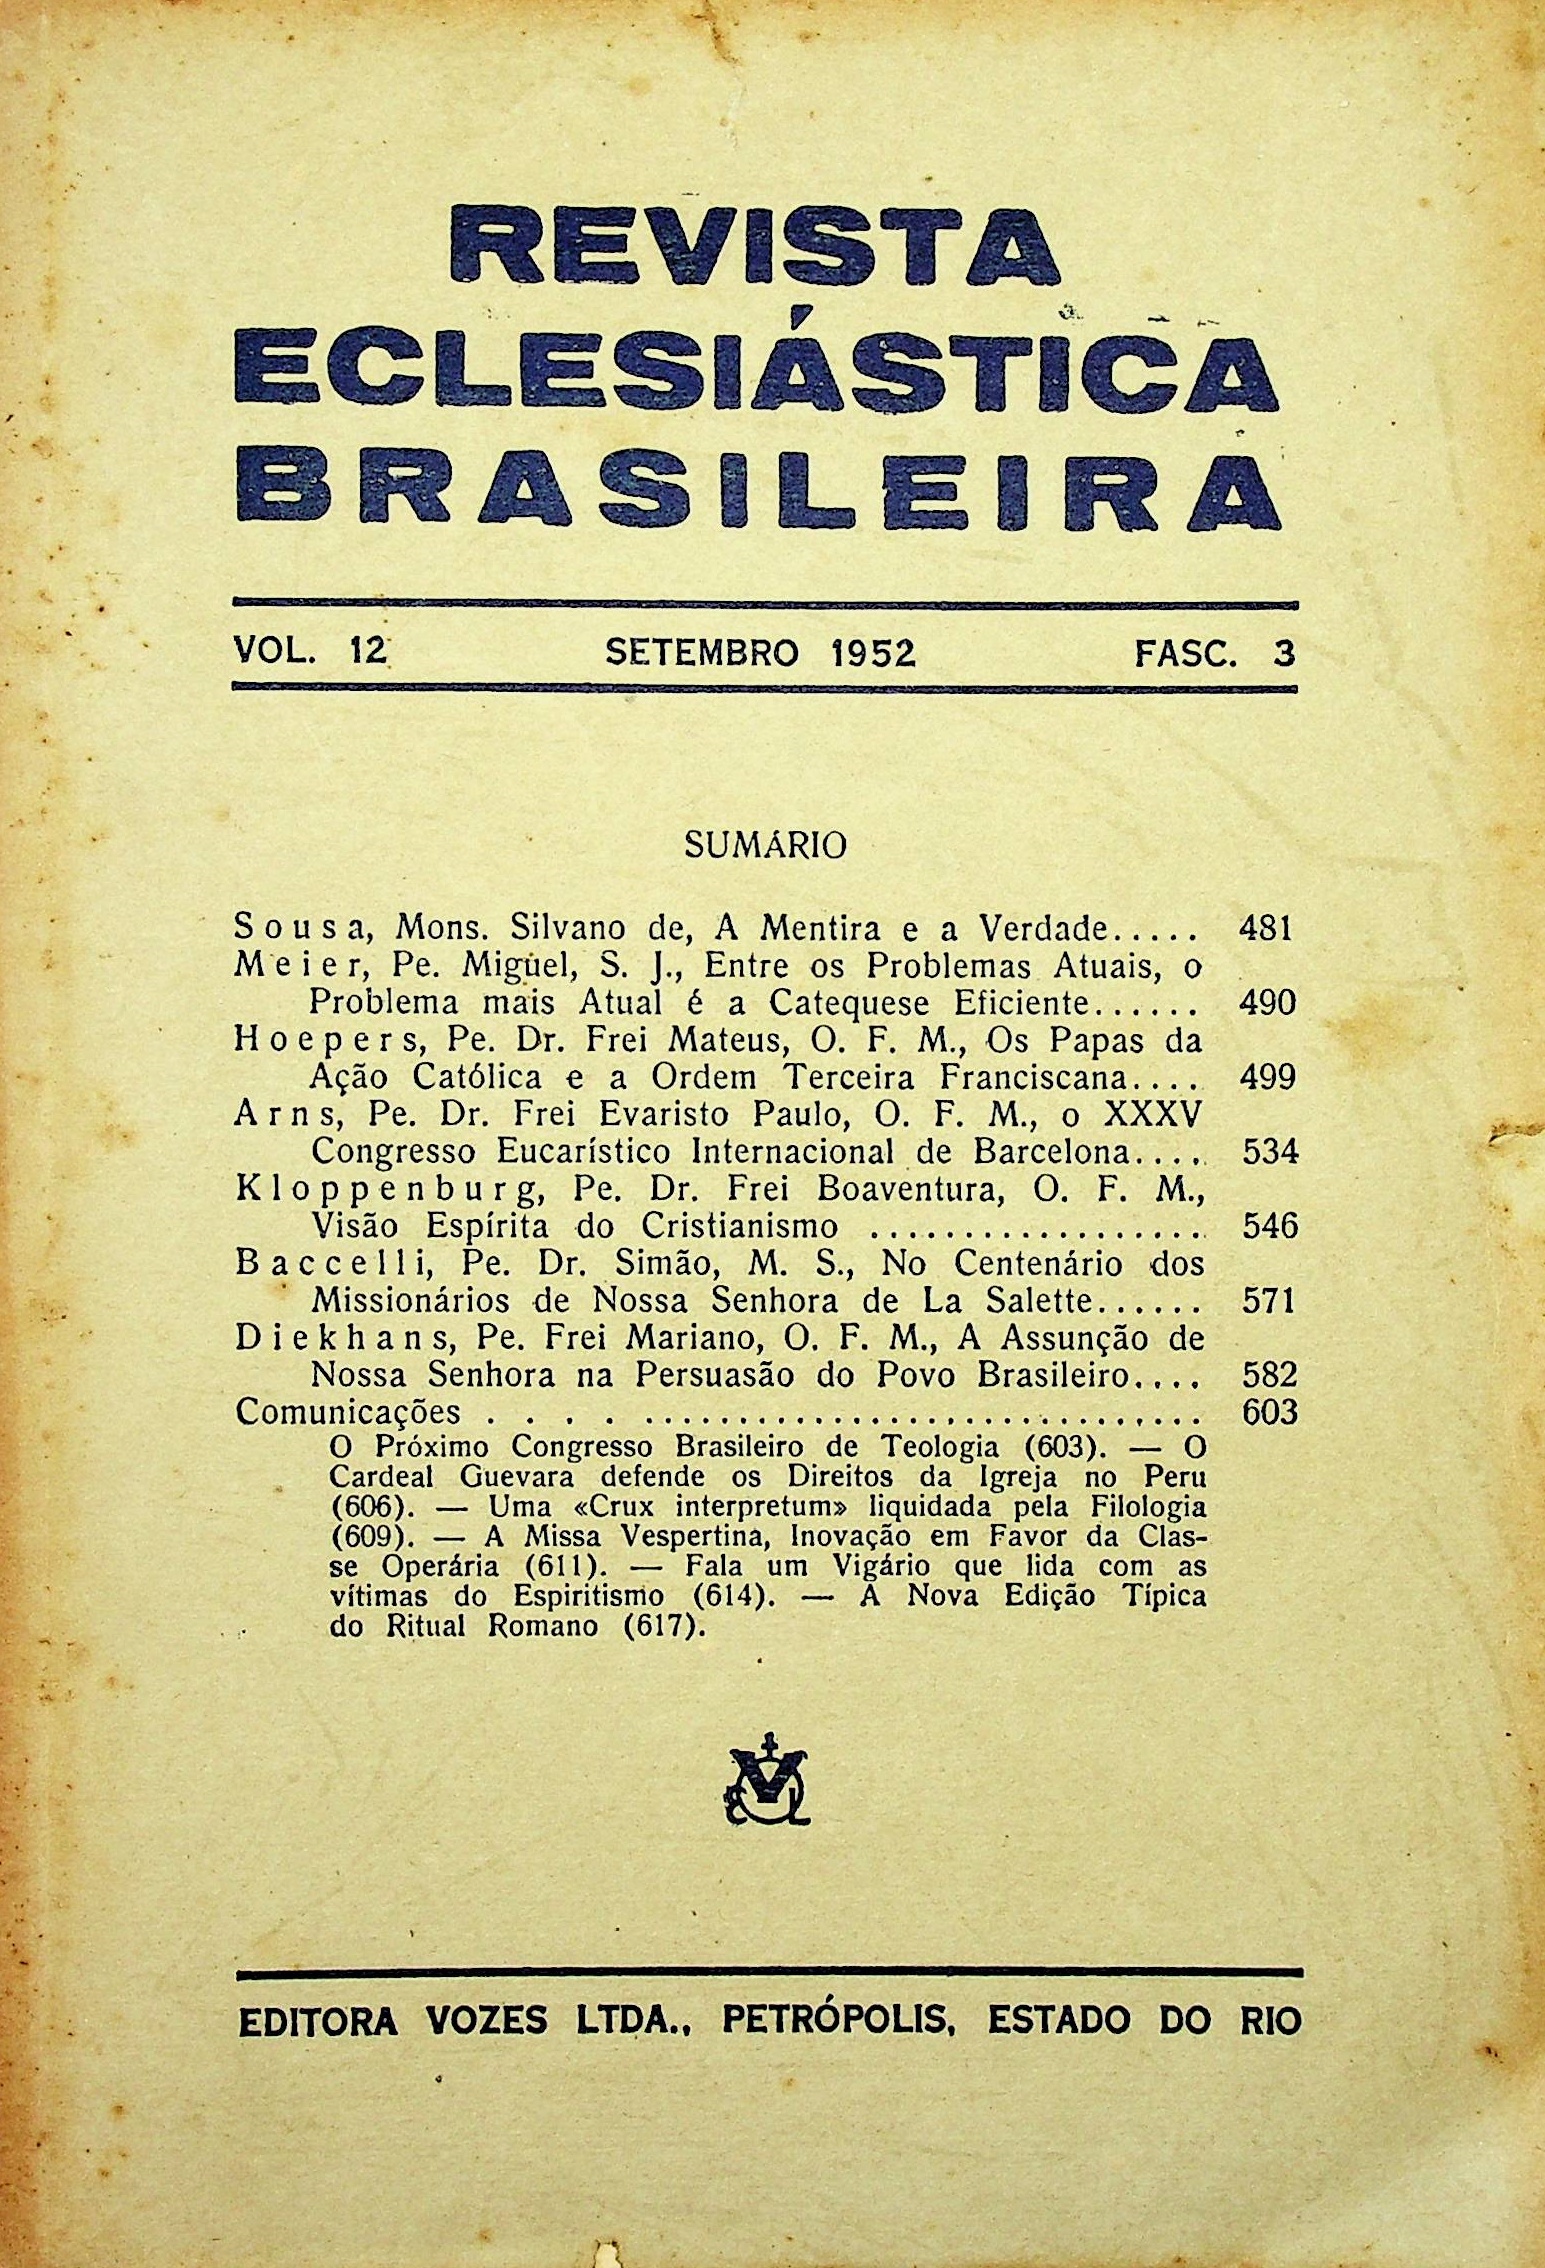 REVISTA
ECLESIÁSTICA
BRASILEIRA
VOL. 12 SETEMBRO 1952 FASC. 3
SUMÁRIO
Sousa, Mons. Silvano de, A Mentira e a Verdade..... 481
Meier, Pe. Migüel, S. J., Entre os Problemas Atuais, o
Problema mais Atual é a Catequese Eficiente...... 490
Hoepers, Pe. Dr. Frei Mateus, O. F. M., Os Papas da
Ação Católica e a Ordem Terceira Franciscana.... 499
Arns, Pe. Dr. Frei Evaristo Paulo, O. F. M., o XXXV
Congresso Eucarístico Internacional de Barcelona.... 534
Kloppenburg, Pe. Dr. Frei Boaventura, O. F. M.,
Visão Espírita do Cristianismo .................. 546
Baccelli, Pe. Dr. Simão, M. S., No Centenário dos
Missionários de Nossa Senhora de La Salette...... 571
Diekhans, Pe. Frei Mariano, O. F. M., A Assunção de
Nossa Senhora na Persuasão do Povo Brasileiro.... 582
Comunicações . . . . .............................. 603
O Próximo Congresso Brasileiro de Teologia (603). — O
Cardeal Guevara defende os Direitos da Igreja no Peru
(606). — Uma «Crux interpretum» liquidada pela Filologia
(609). — A Missa Vespertina, Inovação em Favor da Clas-
se Operária (611). — Fala um Vigário que lida com as
vítimas do Espiritismo (614). — A Nova Edição Típica
do Ritual Romano (617).
EDITORA VOZES LTDA., PETRÓPOLIS, ESTADO DO RIO